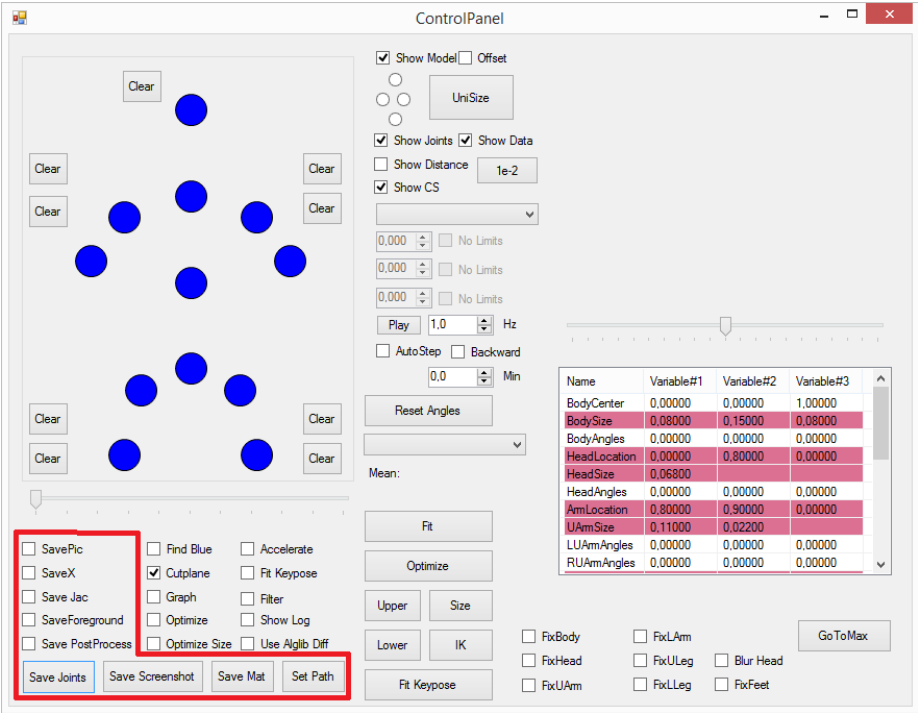 ControlPanel
Show Model Offset
Clear
UniSize
Show Joints Show Data
Clear Clear
Show Distance 1e-2
Show CS
Clear Clear
0,000 No Limits
0,000 No Limits
0,000 No Limits
Play 1,0 Hz
AutoStep Backward
0,0 Min
Name Variable#1 Variable#2 Variable#3
BodyCenter 0,00000 0,00000 1,00000
Clear Clear
Reset Angles
BodySize 0,08000 0,15000 0,08000
BodyAngles 0,00000 0,00000 0,00000
Clear Clear
HeadLocation 0,00000 0,80000 0,00000
Mean:
HeadSize 0,06800
HeadAngles 0,00000 0,00000 0,00000
ArmLocation 0,80000 0,90000 0,00000
Fit
UArmSize 0,11000 0,02200
LUArmAngles 0,00000 0,00000 0,00000
RUArmAngles 0,00000 0,00000 0,00000
SavePic Find Blue Accelerate
Optimize
SaveX Cutplane Fit Keypose
Save Jac Graph Filter
Upper Size
SaveForeground Optimize Show Log
Save PostProcess Optimize Size Use Alglib Diff
Lower IK
FixBody FixLArm GoToMax
FixHead FixULeg Blur Head
Save Joints Save Screenshot Save Mat Set Path
Fit Keypose
FixUArm FixLLeg FixFeet